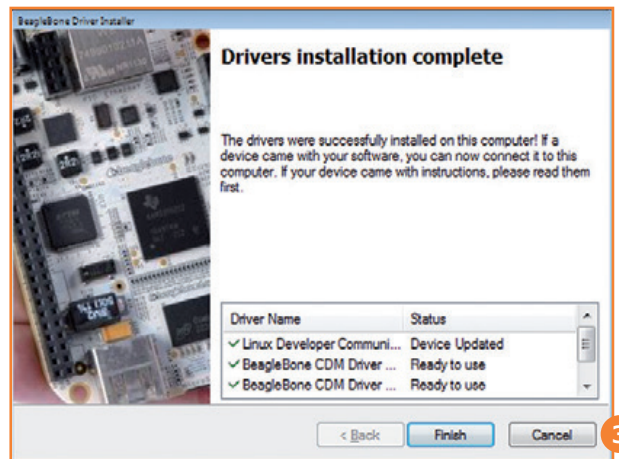 BeagleBone Driver Installer
Drivers installation complete
The drivers were successfully installed on this computer! If a
device came with your software, you can now connect it to this
computer. If your device came with instructions, please read them
first.
Driver Name Status
Linux Developer Communi... Device Updated
BeagleBone CDM Driver ... Ready to use
BeagleBone CDM Driver ... Ready to use
< Back Finish Cancel
3